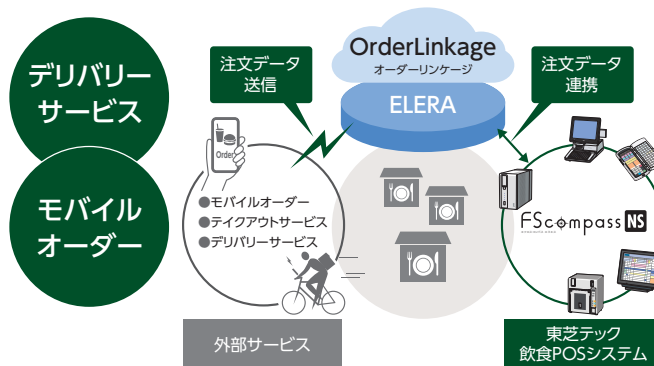 デリバリー
サービス
モバイル
オーダー
注文データ
送信
OrderLinkage
オーダーリンケージ
ELERA
注文データ
連携
Order
●モバイルオーダー
●テイクアウトサービス
●デリバリーサービス
FScompass NS
外部サービス
東芝テック
飲食POSシステム